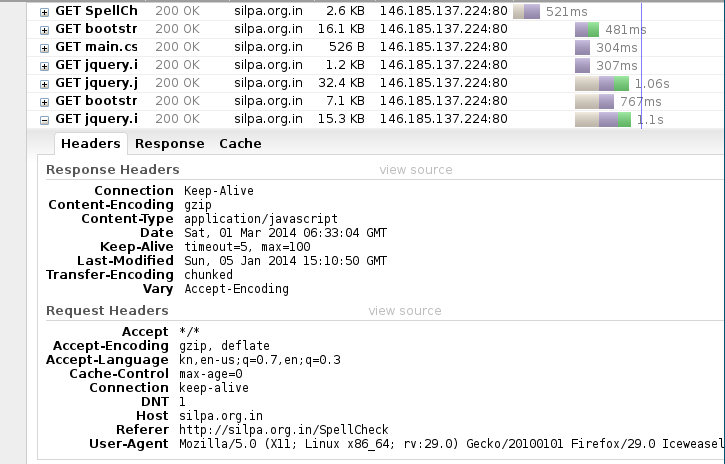 GET SpellCh 200 OK silpa.org.in 2.6 KB 146.185.137.224:80 521ms
GET bootstr 200 OK silpa.org.in 16.1 KB 146.185.137.224:80 481ms
GET main.cs 200 OK silpa.org.in 526 B 146.185.137.224:80 304ms
GET jquery.i 200 OK silpa.org.in 1.2 KB 146.185.137.224:80 307ms
GET jquery.j 200 OK silpa.org.in 32.4 KB 146.185.137.224:80 1.06s
GET bootstr 200 OK silpa.org.in 7.1 KB 146.185.137.224:80 767ms
GET jquery.i 200 OK silpa.org.in 15.3 KB 146.185.137.224:80 1.1s
Headers Response Cache
Response Headers view source
Connection Keep-Alive
Content-Encoding gzip
Content-Type application/javascript
Date Sat, 01 Mar 2014 06:33:04 GMT
Keep-Alive timeout=5, max=100
Last-Modified Sun, 05 Jan 2014 15:10:50 GMT
Transfer-Encoding chunked
Vary Accept-Encoding
Request Headers view source
Accept */*
Accept-Encoding gzip, deflate
Accept-Language kn,en-us;q=0.7,en;q=0.3
Cache-Control max-age=0
Connection keep-alive
DNT 1
Host silpa.org.in
Referer http://silpa.org.in/SpellCheck
User-Agent Mozilla/5.0 (X11; Linux x86_64; rv:29.0) Gecko/20100101 Firefox/29.0 Iceweasel